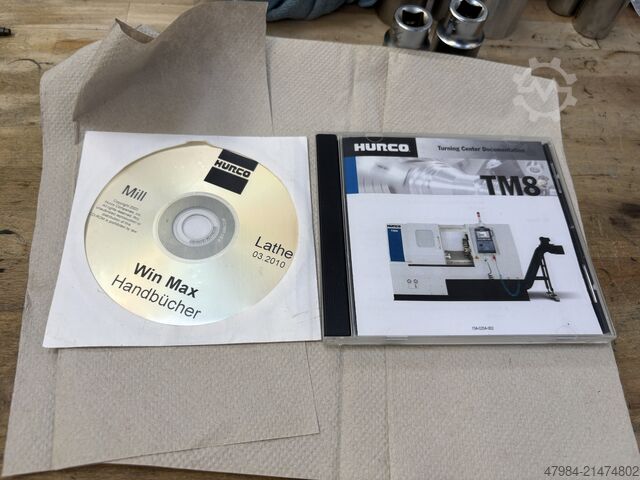 HURCO
Mill
Lathe
03.2010
Win Max
Handbücher
HURCO
Turning Center Documentation
TM8
47984-21474802